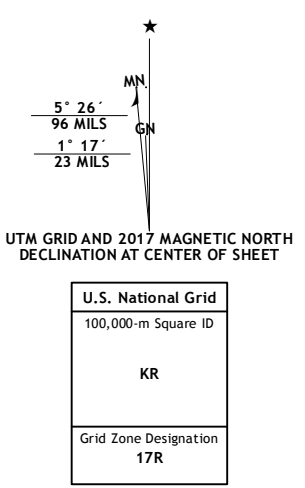 ★
MN
5° 26´
96 MILS
GN
1° 17´
23 MILS
UTM GRID AND 2017 MAGNETIC NORTH
DECLINATION AT CENTER OF SHEET
U.S. National Grid
100,000-m Square ID
KR
Grid Zone Designation
17R